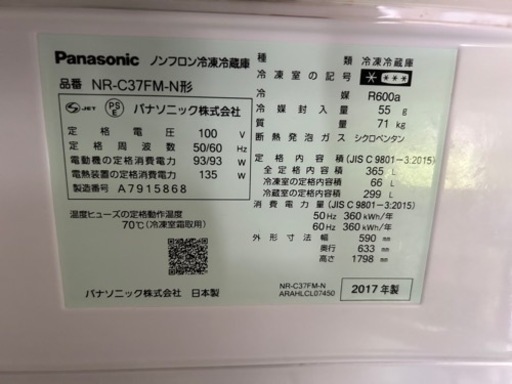 Panasonic ノンフロン冷凍冷蔵庫
品番 NR-C37FM-N形
JET PS E パナソニック株式会社
定格電圧 100 V
定格周波数 50/60 Hz
電動機の定格消費電力 93/93 W
電熱装置の定格消費電力 135 W
製造番号 A7915868
温度ヒューズの定格動作温度
70℃(冷凍室霜取用)
パナソニック株式会社 日本製
種類 冷凍冷蔵庫
冷凍室の記号
冷媒 R600a
冷媒封入量 55 g
質量 71 kg
断熱発泡ガス シクロペンタン
定格内容積 (JIS C 9801-3:2015)
全定格内容積 365 L
冷凍室の定格内容積 66 L
冷蔵室の定格内容積 299 L
消費電力量 (JIS C 9801-3:2015)
50Hz 360 kWh/年
60Hz 360 kWh/年
外形寸法 幅 590 mm
奥行 633 mm
高さ 1798 mm
NR-C37FM-N
ARAHLCL07450
2017年製